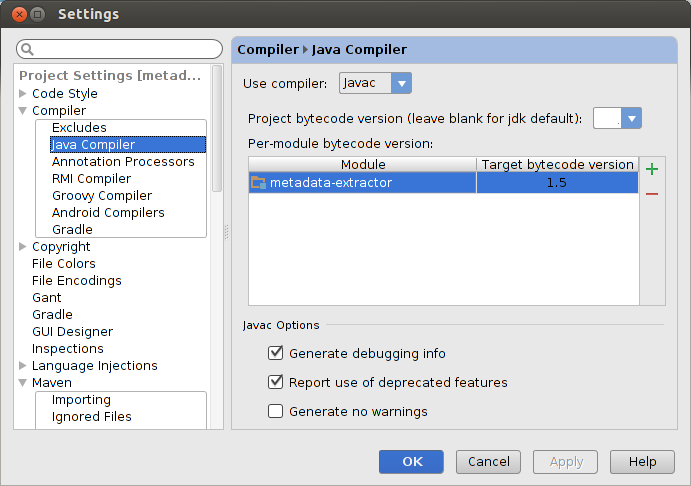 Settings
Project Settings [metad...
Code Style
Compiler
Excludes
Java Compiler
Annotation Processors
RMI Compiler
Groovy Compiler
Android Compilers
Gradle
Copyright
File Colors
File Encodings
Gant
Gradle
GUI Designer
Inspections
Language Injections
Maven
Importing
Ignored Files
Compiler Java Compiler
Use compiler: Javac
Project bytecode version (leave blank for jdk default):
Per-module bytecode version:
Module Target bytecode version
metadata-extractor 1.5
Javac Options
Generate debugging info
Report use of deprecated features
Generate no warnings
OK Cancel Apply Help